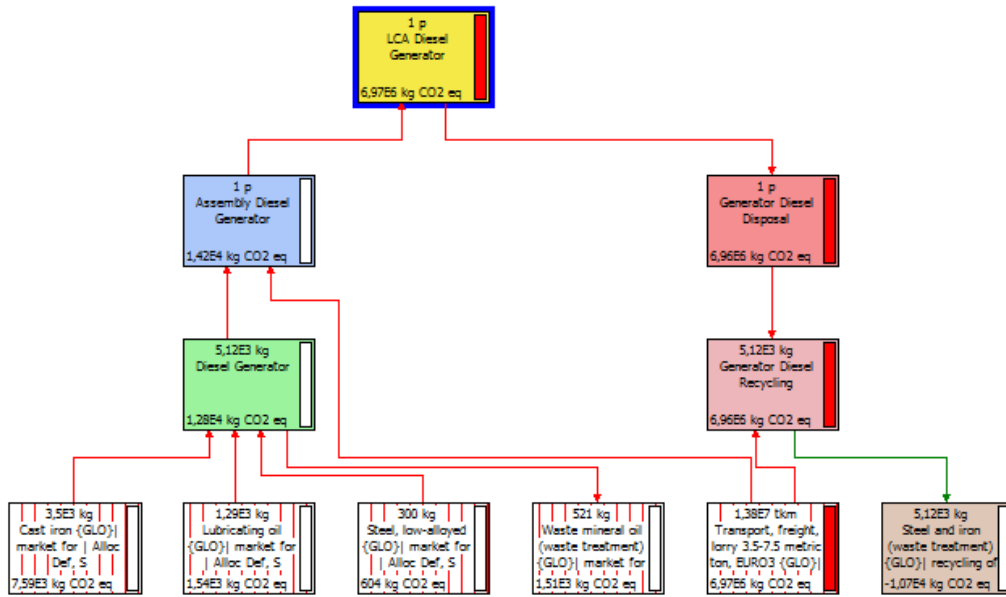 1 p
LCA Diesel
Generator
6,97E6 kg CO2 eq
1 p
Assembly Diesel
Generator
1,42E4 kg CO2 eq
1 p
Generator Diesel
Disposal
6,96E6 kg CO2 eq
5,12E3 kg
Diesel Generator
1,28E4 kg CO2 eq
5,12E3 kg
Generator Diesel
Recycling
6,96E6 kg CO2 eq
3,5E3 kg
Cast iron {GLO}|
market for | Alloc
Def, S
7,59E3 kg CO2 eq
1,29E3 kg
Lubricating oil
{GLO}| market for
| Alloc Def, S
1,54E3 kg CO2 eq
300 kg
Steel, low-alloyed
{GLO}| market for
| Alloc Def, S
604 kg CO2 eq
521 kg
Waste mineral oil
(waste treatment)
{GLO}| market for
1,51E3 kg CO2 eq
1,38E7 tkm
Transport, freight,
lorry 3.5-7.5 metric
ton, EURO3 {GLO}|
6,97E6 kg CO2 eq
5,12E3 kg
Steel and iron
(waste treatment)
{GLO}| recycling of
-1,07E4 kg CO2 eq